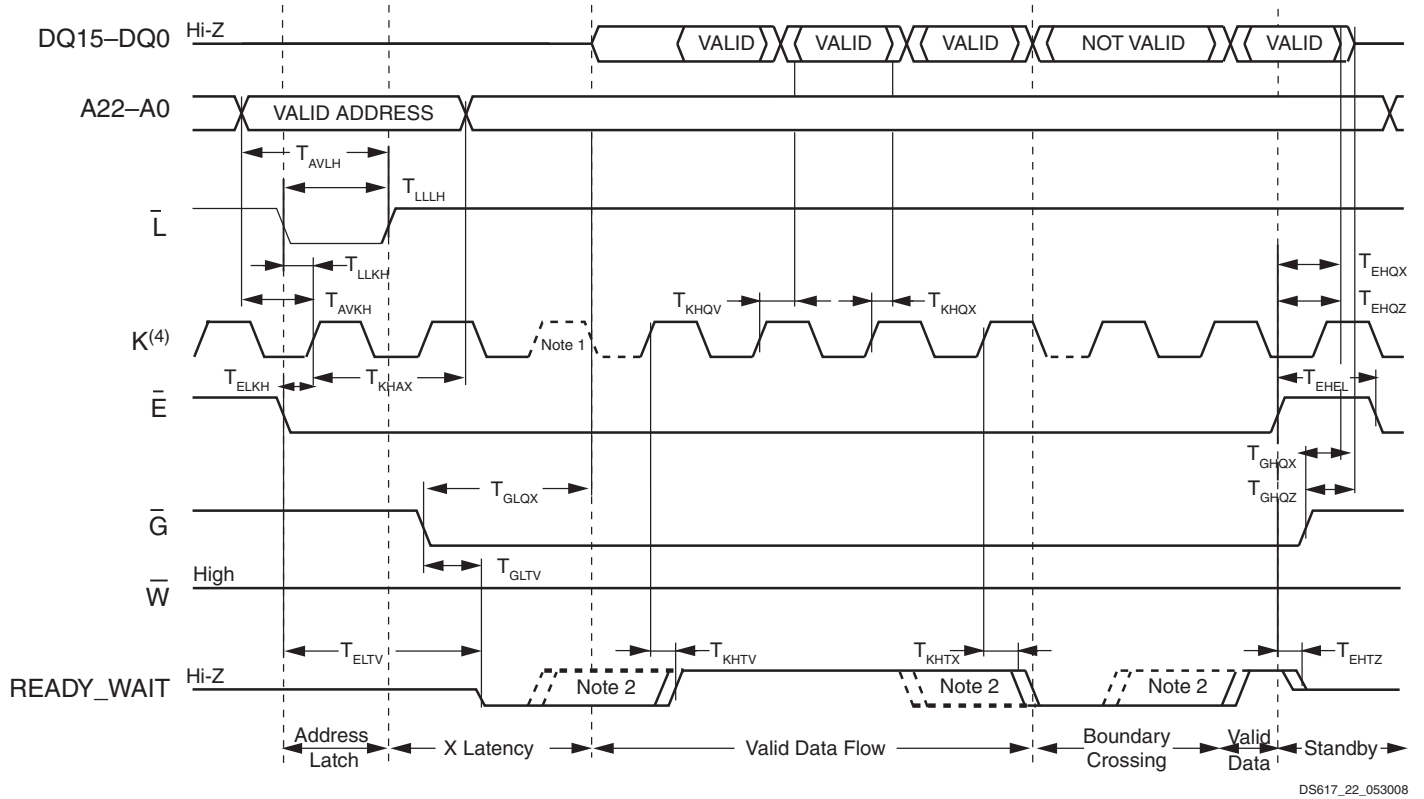 DQ15–DQ0 Hi-Z VALID VALID VALID NOT VALID VALID
A22–A0 VALID ADDRESS
TAVLH
L TLLLH
TLLKH TEHQX
TAVKH TKHQV TKHQX TEHQZ
K(4) Note 1
TELKH TKHAX TEHEL
E
TGHQX
TGLQX TGHQZ
G
TGLTV
W High
TELTV TKHTV TKHTX TEHTZ
READY_WAIT Hi-Z Note 2 Note 2 Note 2
Address Latch X Latency Valid Data Flow Boundary Crossing Valid Data Standby
DS617_22_053008